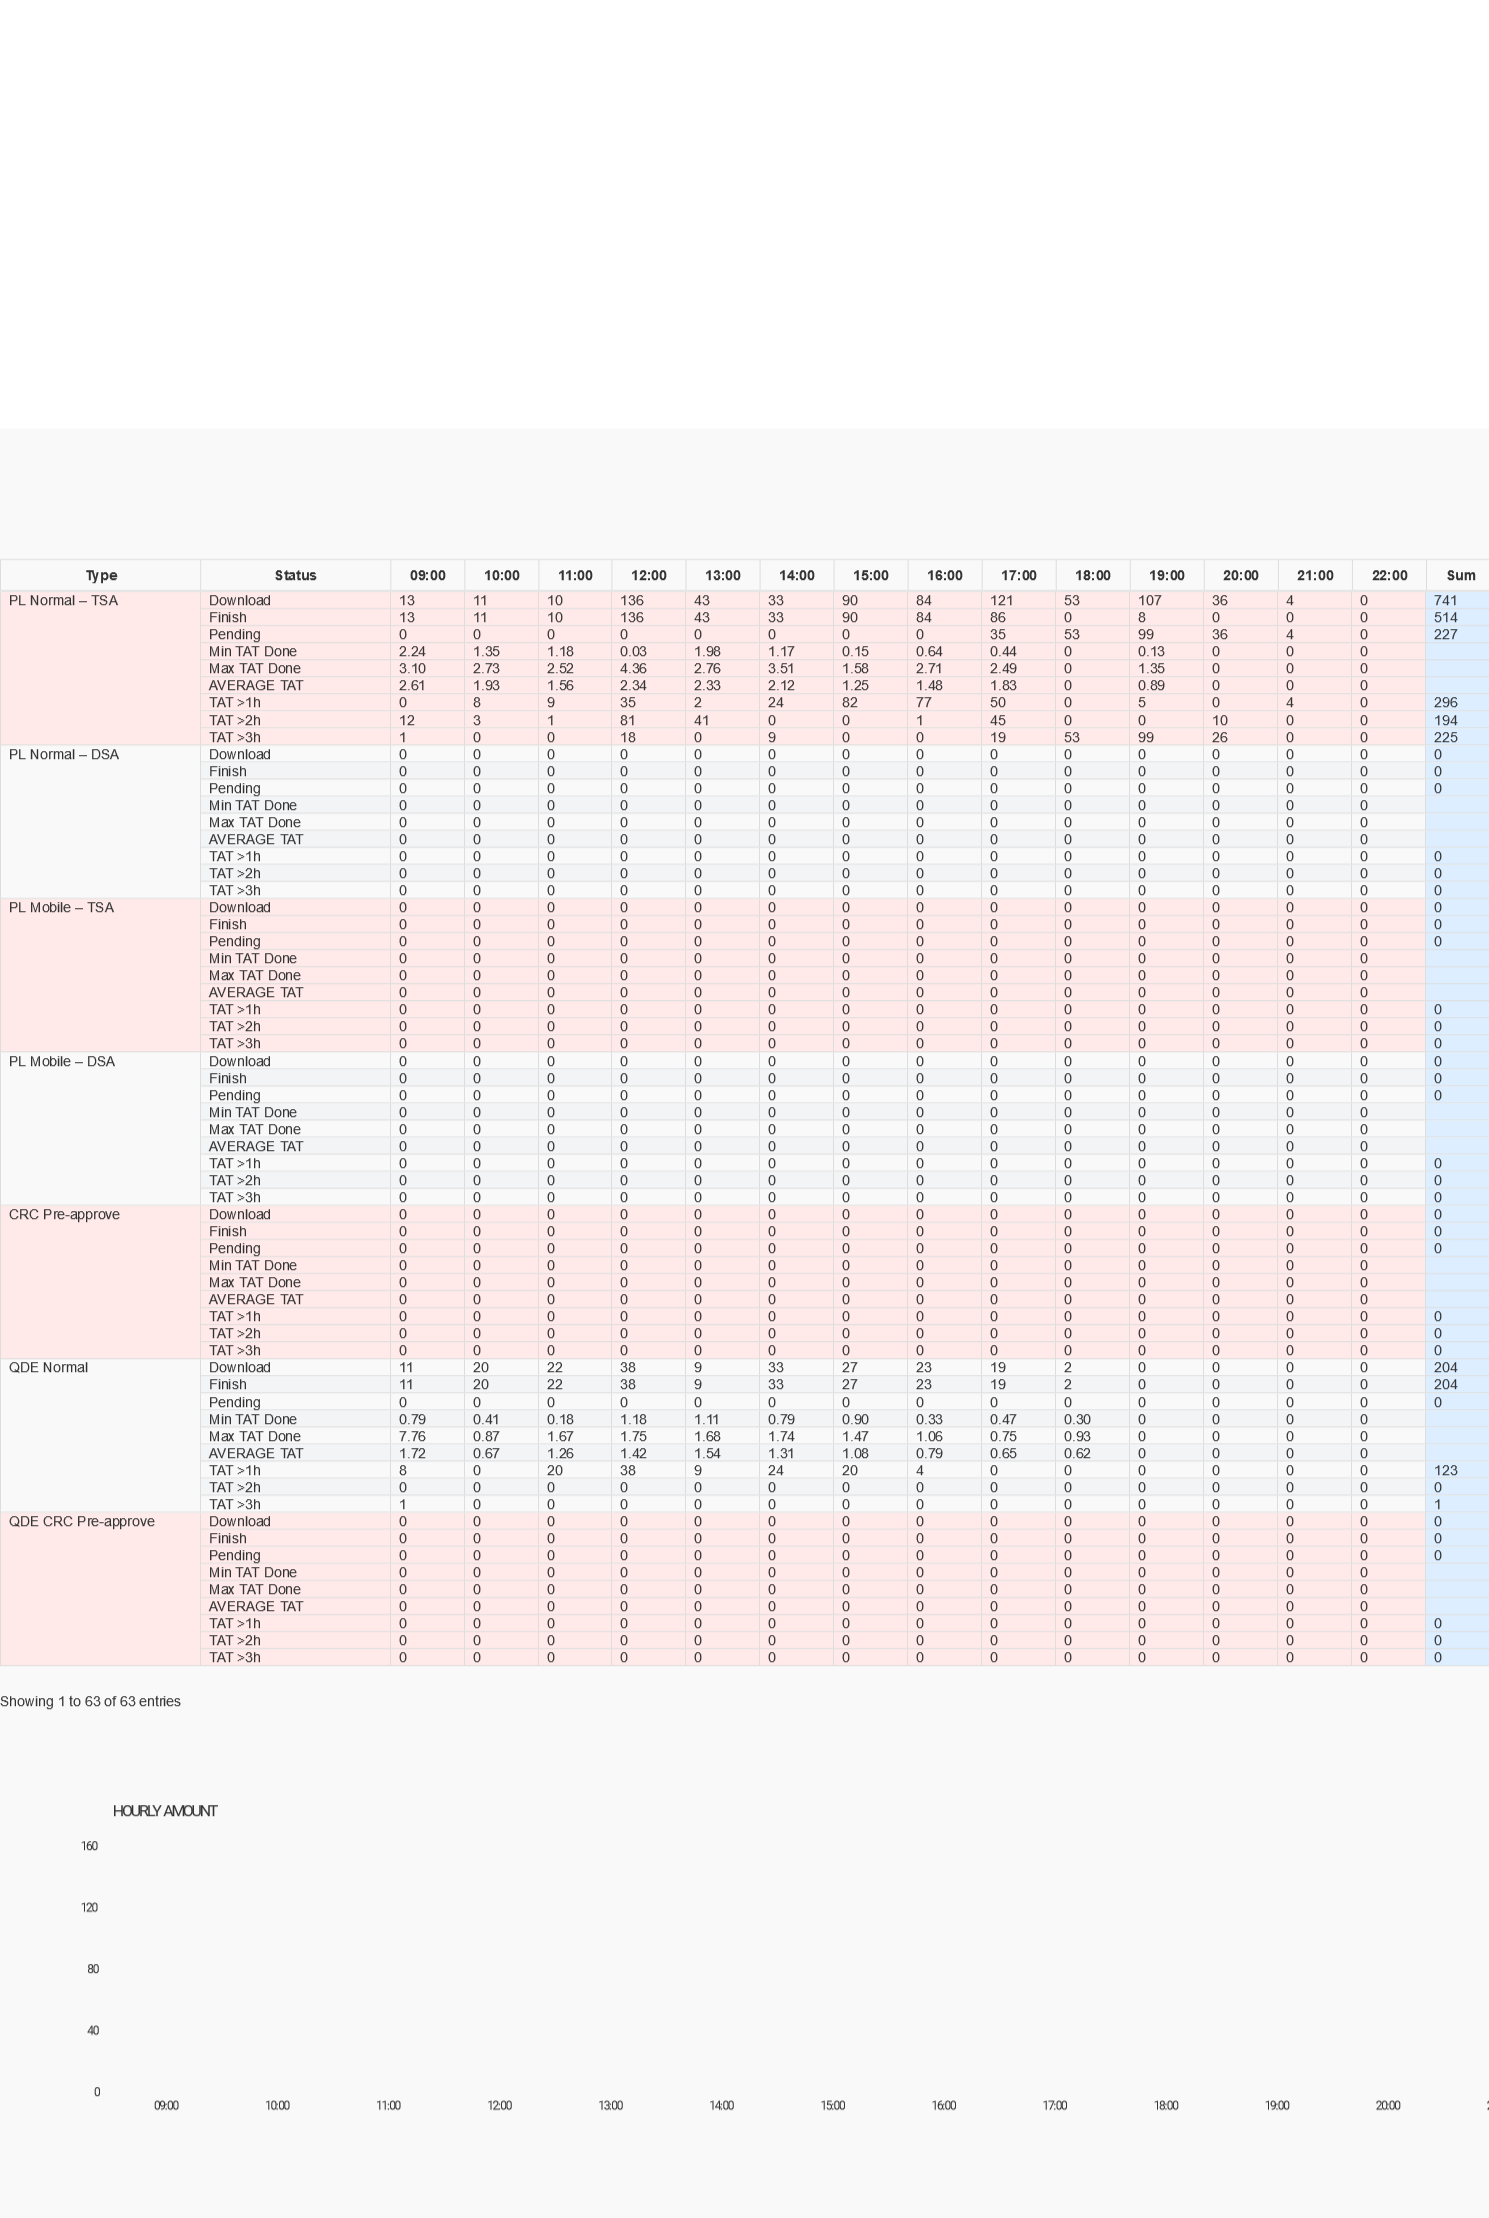 Type Status 09:00 10:00 11:00 12:00 13:00 14:00 15:00 16:00 17:00 18:00 19:00 20:00 21:00 22:00 Sum
PL Normal – TSA Download 13 11 10 136 43 33 90 84 121 53 107 36 4 0 741
Finish 13 11 10 136 43 33 90 84 86 0 8 0 0 0 514
Pending 0 0 0 0 0 0 0 0 35 53 99 36 4 0 227
Min TAT Done 2.24 1.35 1.18 0.03 1.98 1.17 0.15 0.64 0.44 0 0.13 0 0 0
Max TAT Done 3.10 2.73 2.52 4.36 2.76 3.51 1.58 2.71 2.49 0 1.35 0 0 0
AVERAGE TAT 2.61 1.93 1.56 2.34 2.33 2.12 1.25 1.48 1.83 0 0.89 0 0 0
TAT >1h 0 8 9 35 2 24 82 77 50 0 5 0 4 0 296
TAT >2h 12 3 1 81 41 0 0 1 45 0 0 10 0 0 194
TAT >3h 1 0 0 18 0 9 0 0 19 53 99 26 0 0 225
PL Normal – DSA Download 0 0 0 0 0 0 0 0 0 0 0 0 0 0 0
Finish 0 0 0 0 0 0 0 0 0 0 0 0 0 0 0
Pending 0 0 0 0 0 0 0 0 0 0 0 0 0 0 0
Min TAT Done 0 0 0 0 0 0 0 0 0 0 0 0 0 0
Max TAT Done 0 0 0 0 0 0 0 0 0 0 0 0 0 0
AVERAGE TAT 0 0 0 0 0 0 0 0 0 0 0 0 0 0
TAT >1h 0 0 0 0 0 0 0 0 0 0 0 0 0 0 0
TAT >2h 0 0 0 0 0 0 0 0 0 0 0 0 0 0 0
TAT >3h 0 0 0 0 0 0 0 0 0 0 0 0 0 0 0
PL Mobile – TSA Download 0 0 0 0 0 0 0 0 0 0 0 0 0 0 0
Finish 0 0 0 0 0 0 0 0 0 0 0 0 0 0 0
Pending 0 0 0 0 0 0 0 0 0 0 0 0 0 0 0
Min TAT Done 0 0 0 0 0 0 0 0 0 0 0 0 0 0
Max TAT Done 0 0 0 0 0 0 0 0 0 0 0 0 0 0
AVERAGE TAT 0 0 0 0 0 0 0 0 0 0 0 0 0 0
TAT >1h 0 0 0 0 0 0 0 0 0 0 0 0 0 0 0
TAT >2h 0 0 0 0 0 0 0 0 0 0 0 0 0 0 0
TAT >3h 0 0 0 0 0 0 0 0 0 0 0 0 0 0 0
PL Mobile – DSA Download 0 0 0 0 0 0 0 0 0 0 0 0 0 0 0
Finish 0 0 0 0 0 0 0 0 0 0 0 0 0 0 0
Pending 0 0 0 0 0 0 0 0 0 0 0 0 0 0 0
Min TAT Done 0 0 0 0 0 0 0 0 0 0 0 0 0 0
Max TAT Done 0 0 0 0 0 0 0 0 0 0 0 0 0 0
AVERAGE TAT 0 0 0 0 0 0 0 0 0 0 0 0 0 0
TAT >1h 0 0 0 0 0 0 0 0 0 0 0 0 0 0 0
TAT >2h 0 0 0 0 0 0 0 0 0 0 0 0 0 0 0
TAT >3h 0 0 0 0 0 0 0 0 0 0 0 0 0 0 0
CRC Pre-approve Download 0 0 0 0 0 0 0 0 0 0 0 0 0 0 0
Finish 0 0 0 0 0 0 0 0 0 0 0 0 0 0 0
Pending 0 0 0 0 0 0 0 0 0 0 0 0 0 0 0
Min TAT Done 0 0 0 0 0 0 0 0 0 0 0 0 0 0
Max TAT Done 0 0 0 0 0 0 0 0 0 0 0 0 0 0
AVERAGE TAT 0 0 0 0 0 0 0 0 0 0 0 0 0 0
TAT >1h 0 0 0 0 0 0 0 0 0 0 0 0 0 0 0
TAT >2h 0 0 0 0 0 0 0 0 0 0 0 0 0 0 0
TAT >3h 0 0 0 0 0 0 0 0 0 0 0 0 0 0 0
QDE Normal Download 11 20 22 38 9 33 27 23 19 2 0 0 0 0 204
Finish 11 20 22 38 9 33 27 23 19 2 0 0 0 0 204
Pending 0 0 0 0 0 0 0 0 0 0 0 0 0 0 0
Min TAT Done 0.79 0.41 0.18 1.18 1.11 0.79 0.90 0.33 0.47 0.30 0 0 0 0
Max TAT Done 7.76 0.87 1.67 1.75 1.68 1.74 1.47 1.06 0.75 0.93 0 0 0 0
AVERAGE TAT 1.72 0.67 1.26 1.42 1.54 1.31 1.08 0.79 0.65 0.62 0 0 0 0
TAT >1h 8 0 20 38 9 24 20 4 0 0 0 0 0 0 123
TAT >2h 0 0 0 0 0 0 0 0 0 0 0 0 0 0 0
TAT >3h 1 0 0 0 0 0 0 0 0 0 0 0 0 0 1
QDE CRC Pre-approve Download 0 0 0 0 0 0 0 0 0 0 0 0 0 0 0
Finish 0 0 0 0 0 0 0 0 0 0 0 0 0 0 0
Pending 0 0 0 0 0 0 0 0 0 0 0 0 0 0 0
Min TAT Done 0 0 0 0 0 0 0 0 0 0 0 0 0 0
Max TAT Done 0 0 0 0 0 0 0 0 0 0 0 0 0 0
AVERAGE TAT 0 0 0 0 0 0 0 0 0 0 0 0 0 0
TAT >1h 0 0 0 0 0 0 0 0 0 0 0 0 0 0 0
TAT >2h 0 0 0 0 0 0 0 0 0 0 0 0 0 0 0
TAT >3h 0 0 0 0 0 0 0 0 0 0 0 0 0 0 0
Showing 1 to 63 of 63 entries
HOURLY AMOUNT
160
120
80
40
0
09:00 10:00 11:00 12:00 13:00 14:00 15:00 16:00 17:00 18:00 19:00 20:00